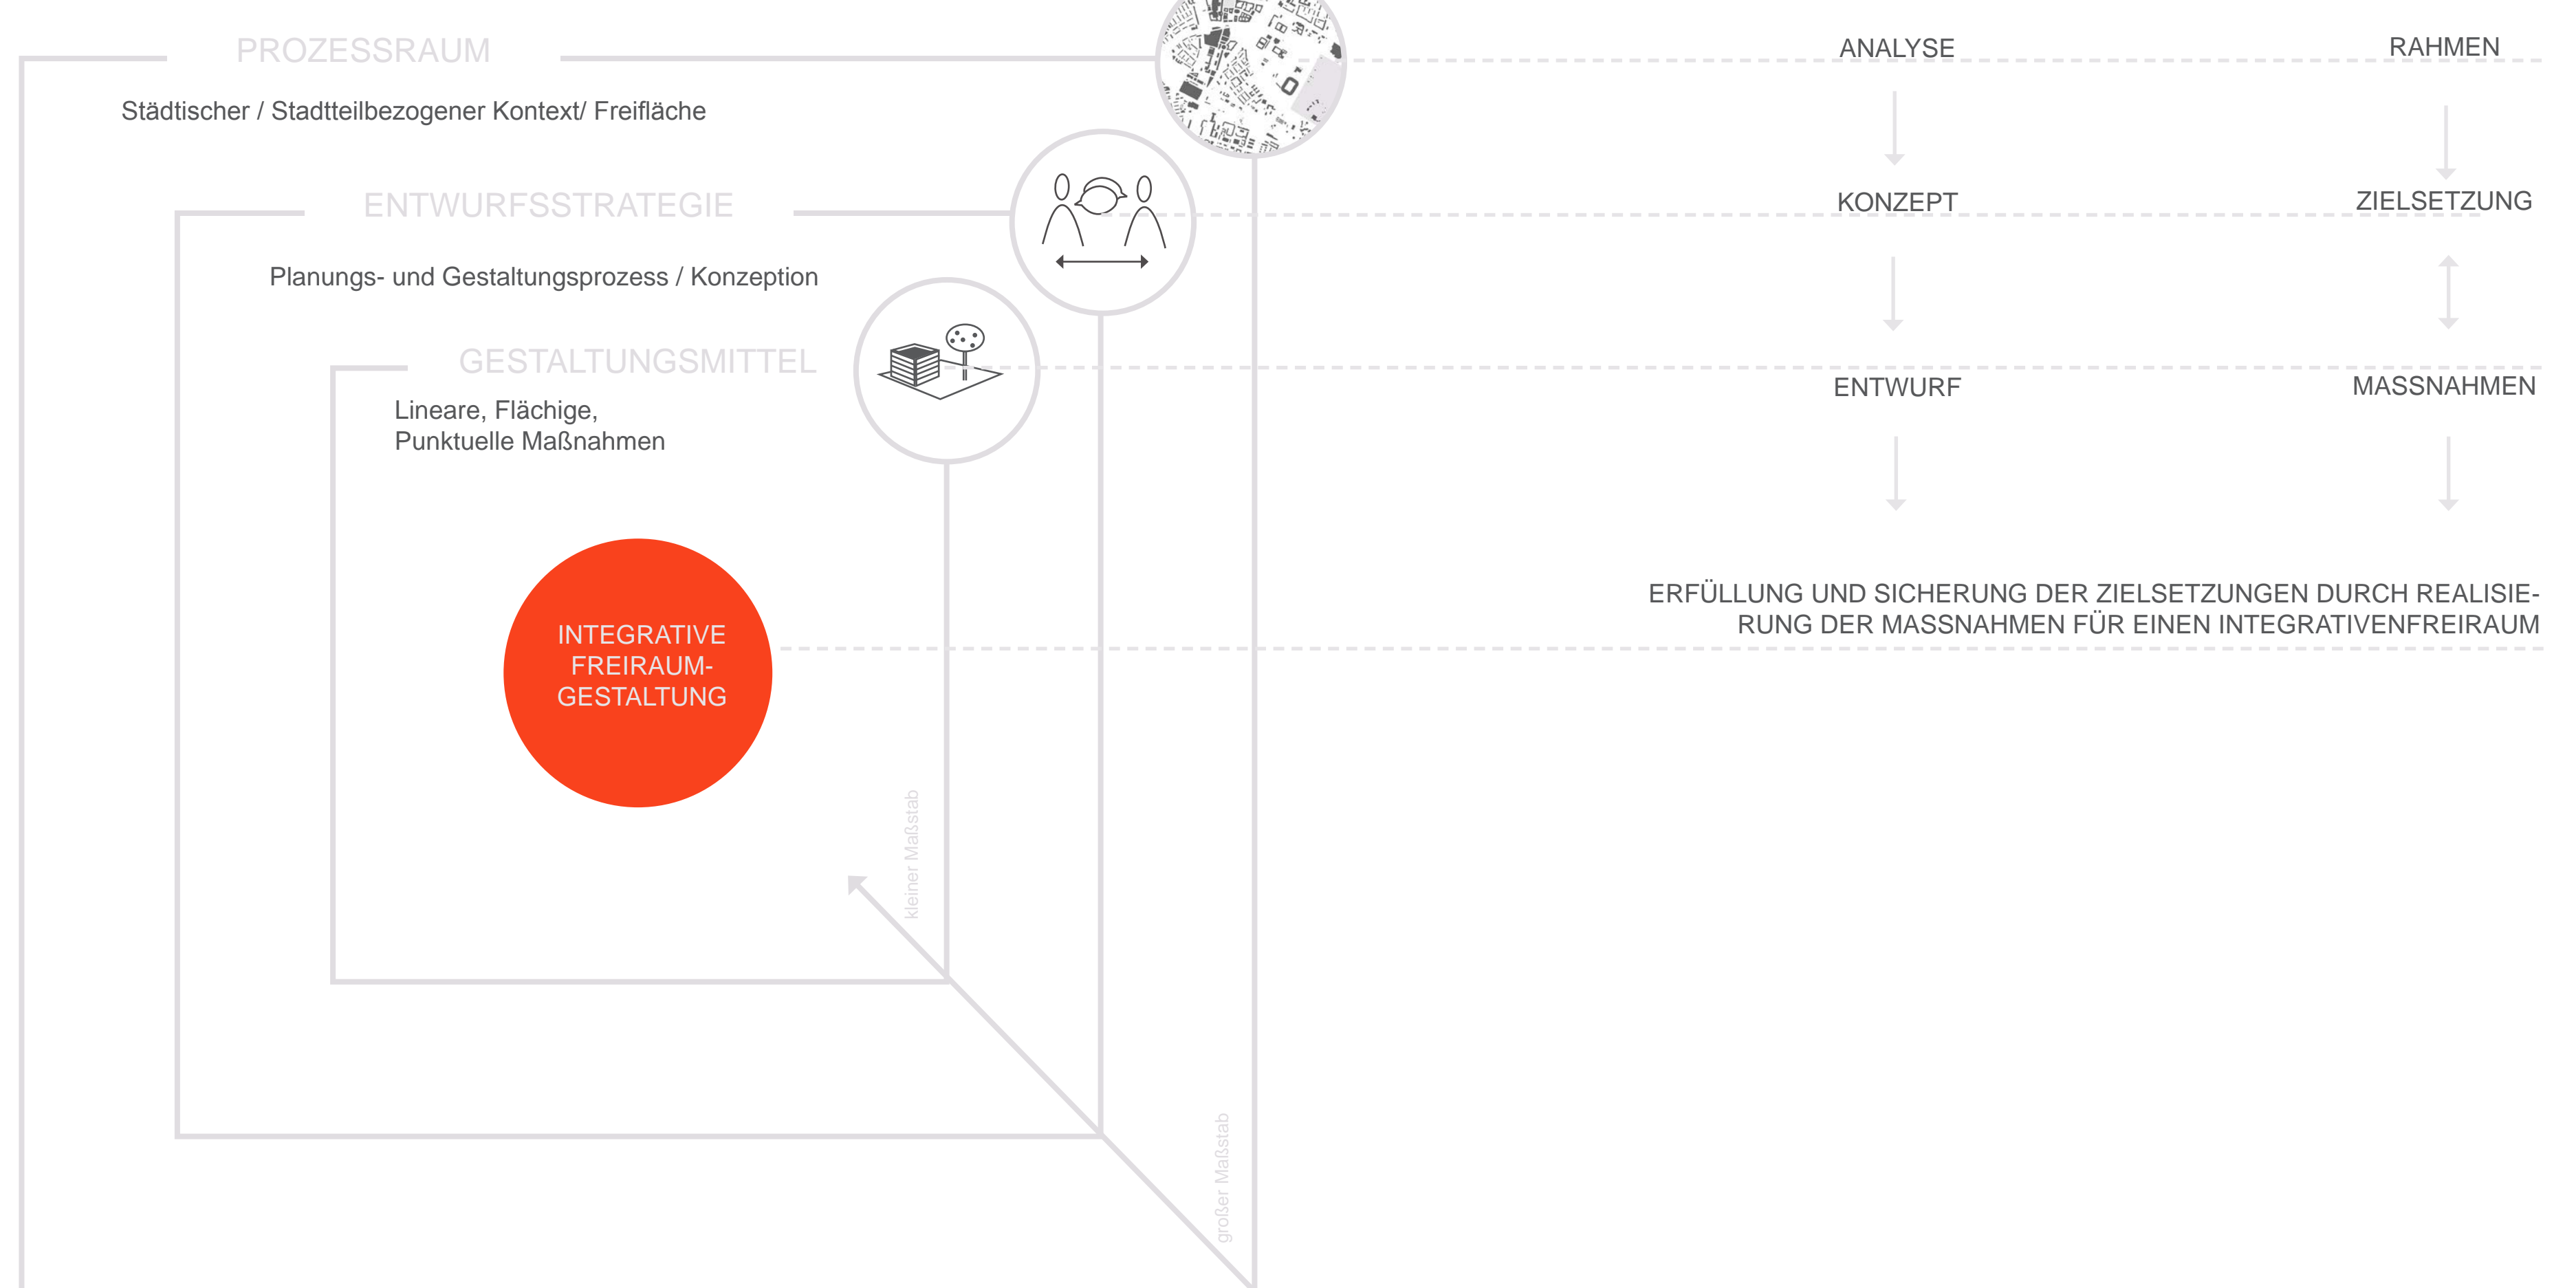 PROZESSRAUM
ANALYSE
RAHMEN
Städtischer / Stadtteilbezogener Kontext/ Freifläche
ENTWURFSSTRATEGIE
KONZEPT
ZIELSETZUNG
Planungs- und Gestaltungsprozess / Konzeption
GESTALTUNGSMITTEL
ENTWURF
MASSNAHMEN
Lineare, Flächige,
Punktuelle Maßnahmen
ERFÜLLUNG UND SICHERUNG DER ZIELSETZUNGEN DURCH REALISIE-
RUNG DER MASSNAHMEN FÜR EINEN INTEGRATIVENFREIRAUM
INTEGRATIVE
FREIRAUM-
GESTALTUNG
kleiner Maßstab
großer Maßstab